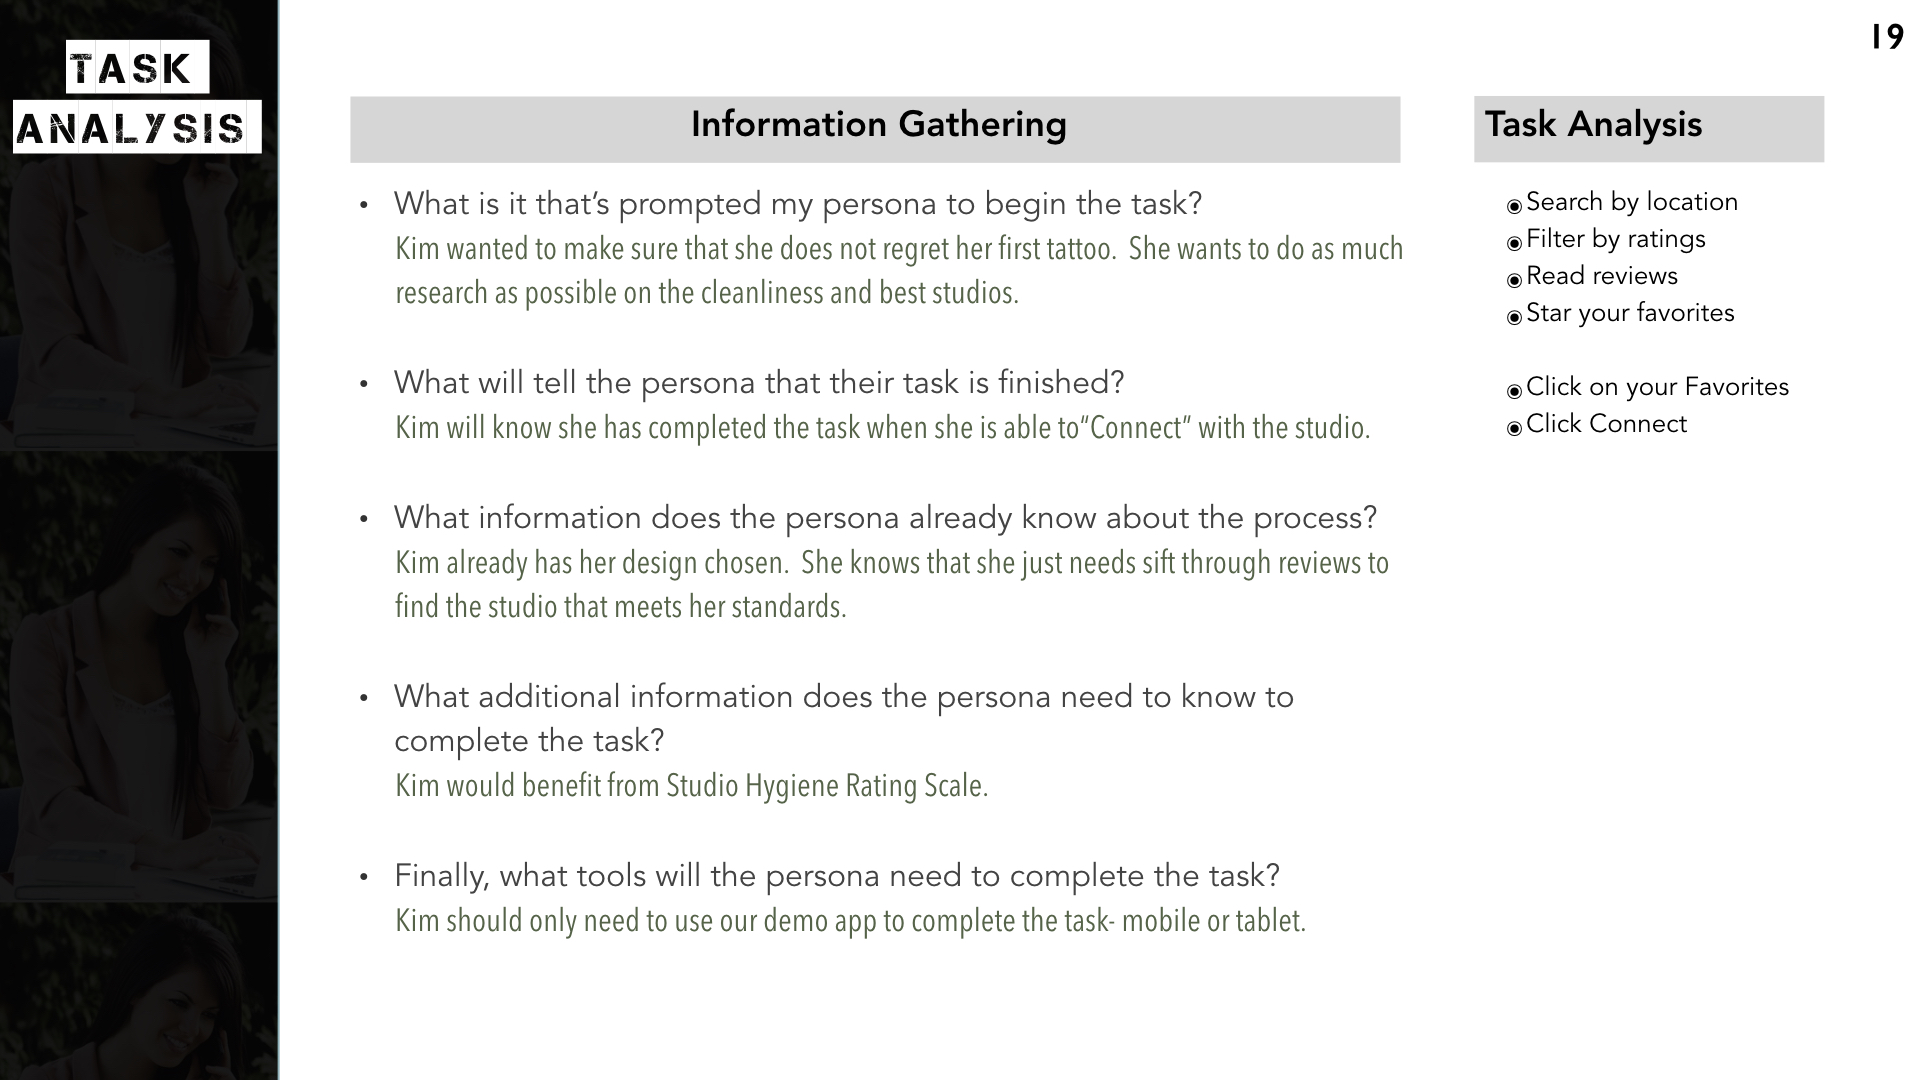 TASK
ANALYSIS
19
Information Gathering
• What is it that’s prompted my persona to begin the task?
Kim wanted to make sure that she does not regret her first tattoo.  She wants to do as much
research as possible on the cleanliness and best studios.
• What will tell the persona that their task is finished?
Kim will know she has completed the task when she is able to“Connect” with the studio.
• What information does the persona already know about the process?
Kim already has her design chosen.  She knows that she just needs sift through reviews to
find the studio that meets her standards.
• What additional information does the persona need to know to
complete the task?
Kim would benefit from Studio Hygiene Rating Scale.
• Finally, what tools will the persona need to complete the task?
Kim should only need to use our demo app to complete the task- mobile or tablet.
Task Analysis
◉Search by location
◉Filter by ratings
◉Read reviews
◉Star your favorites
◉Click on your Favorites
◉Click Connect